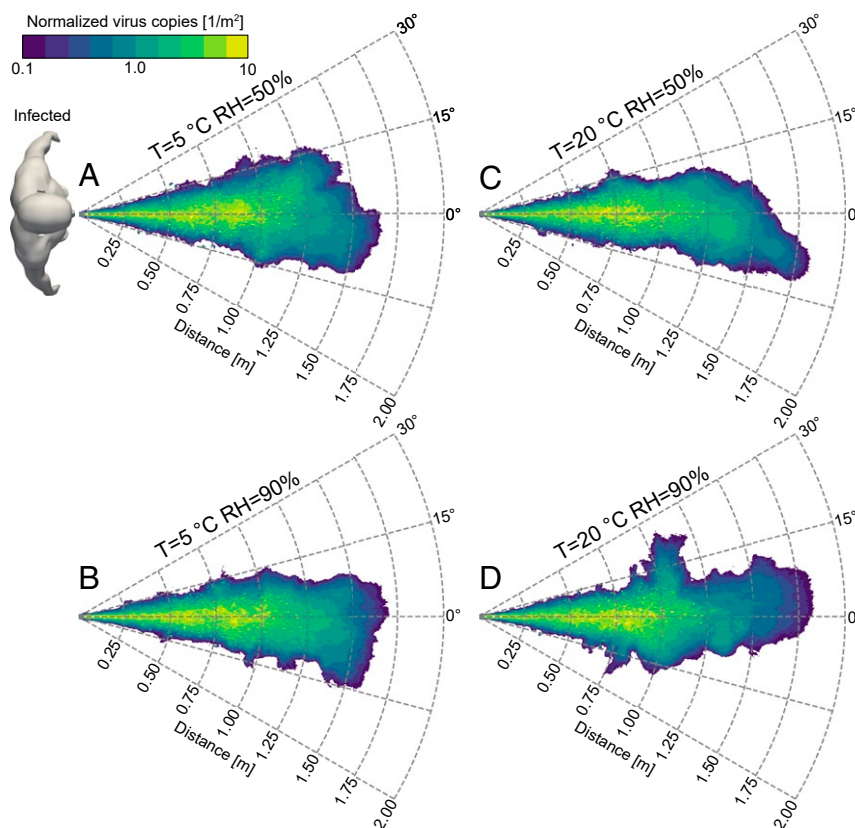 Normalized virus copies [1/m²]
0.1 1.0 10
Infected
A
T=5 °C RH=50%
30°
15°
0°
0.25
0.50
0.75
1.00
1.25
1.50
1.75
2.00
Distance [m]
C
T=20 °C RH=50%
30°
15°
0
0.25
0.50
0.75
1.00
1.25
1.50
1.75
2.00
Distance [m]
B
T=5 °C RH=90%
30°
15°
0°
0.25
0.50
0.75
1.00
1.25
1.50
1.75
2.00
Distance [m]
D
T=20 °C RH=90%
30°
15°
0
0.25
0.50
0.75
1.00
1.25
1.50
1.75
2.00
Distance [m]